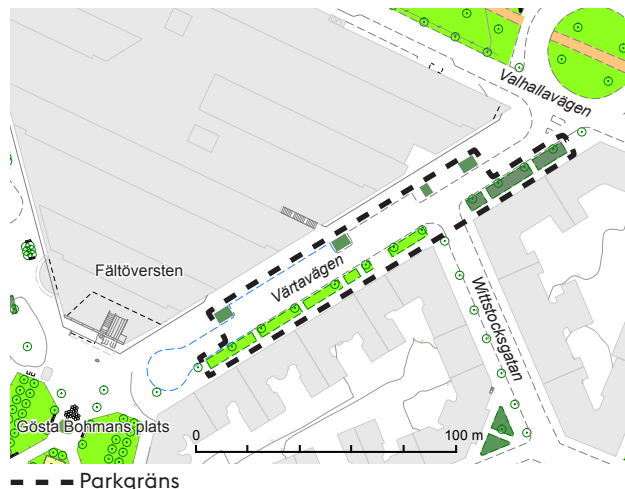 Valhallavägen
Fältöversten
Värtavägen
Wittstocksgatan
Gösta Bohmans plats
0 100 m
Parkgräns